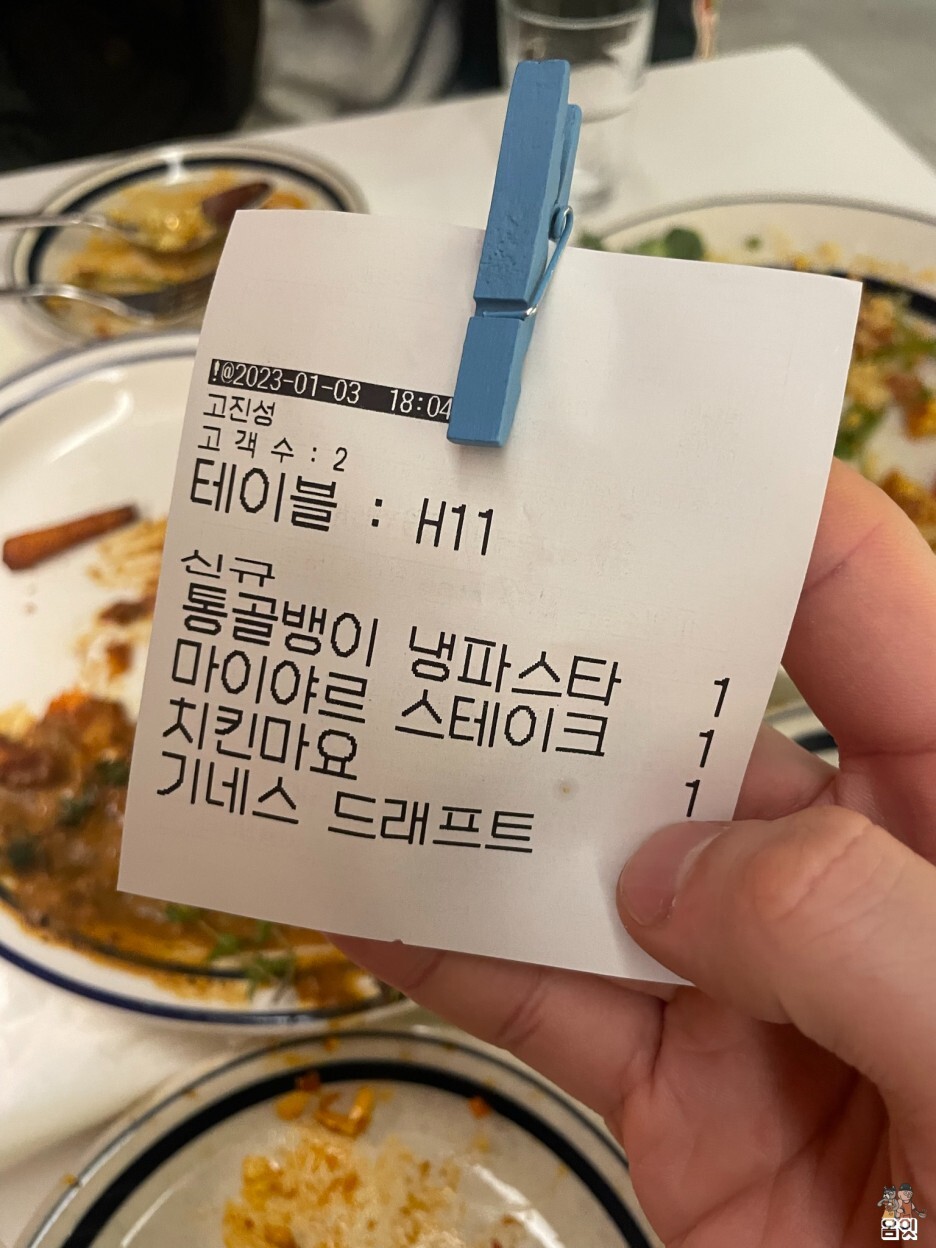 !@2023-01-03 18:04
고진성
고 객 수 : 2
테이블 : H11
신규
통골뱅이 냉파스타 1
마이야르 스테이크 1
치킨마요 1
기네스 드래프트
옴잇